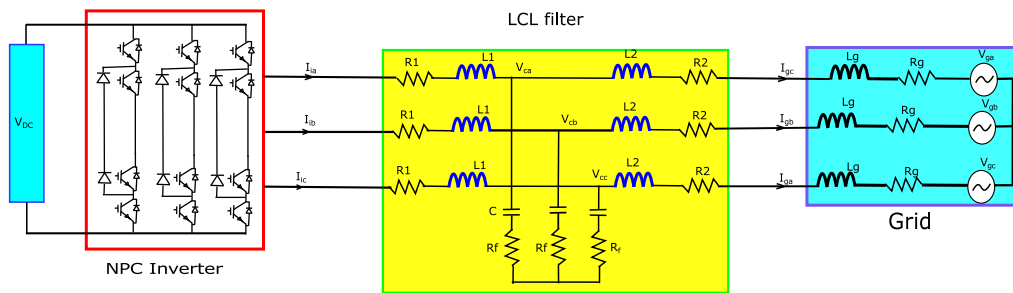 LCL filter
V_DC
NPC Inverter
I_ia
R1
L1
V_ca
L2
R2
I_gc
Lg
Rg
V_ga
I_ib
R1
L1
V_cb
L2
R2
I_gb
Lg
Rg
V_gb
I_ic
R1
L1
V_cc
L2
R2
I_ga
Lg
Rg
V_gc
C
Rf
Rf
R_f
Grid